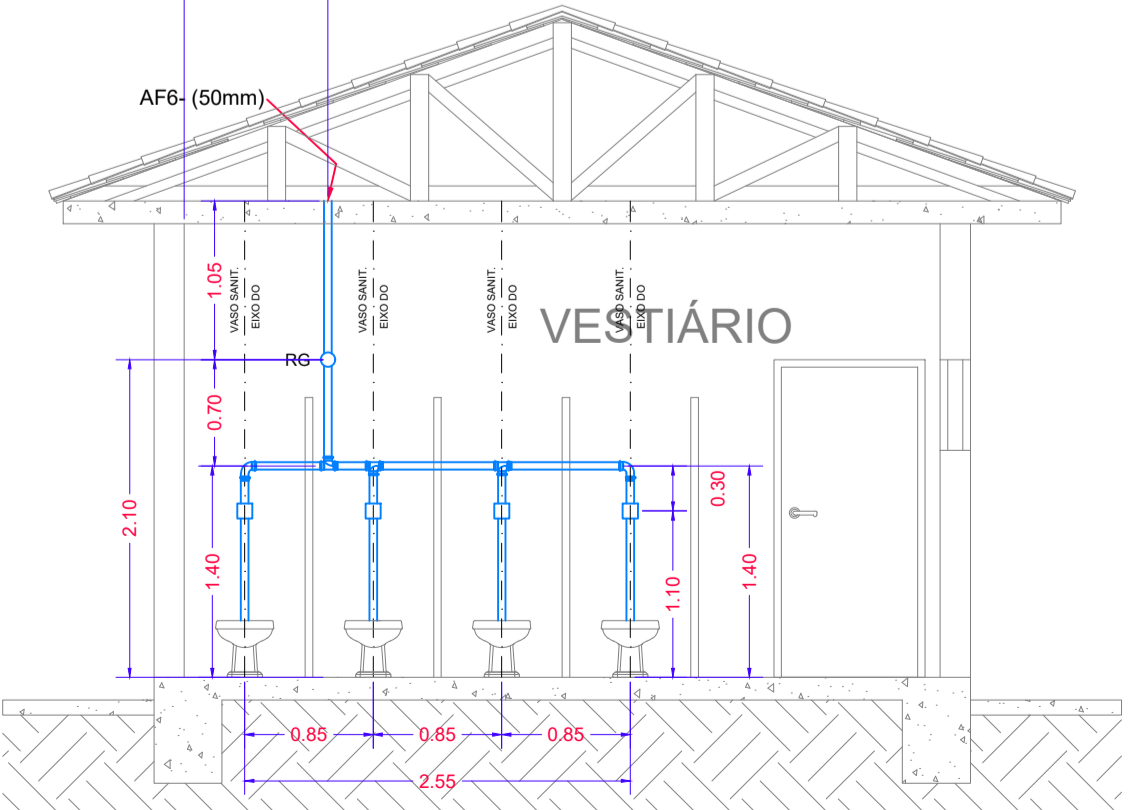 AF6- (50mm)
1.05
VASO SANIT.
EIXO DO
VASO SANIT.
EIXO DO
VASO SANIT.
EIXO DO
VASO SANIT.
EIXO DO
VESTIÁRIO
RG
0.70
2.10
1.40
0.30
1.10
1.40
0.85
0.85
0.85
2.55